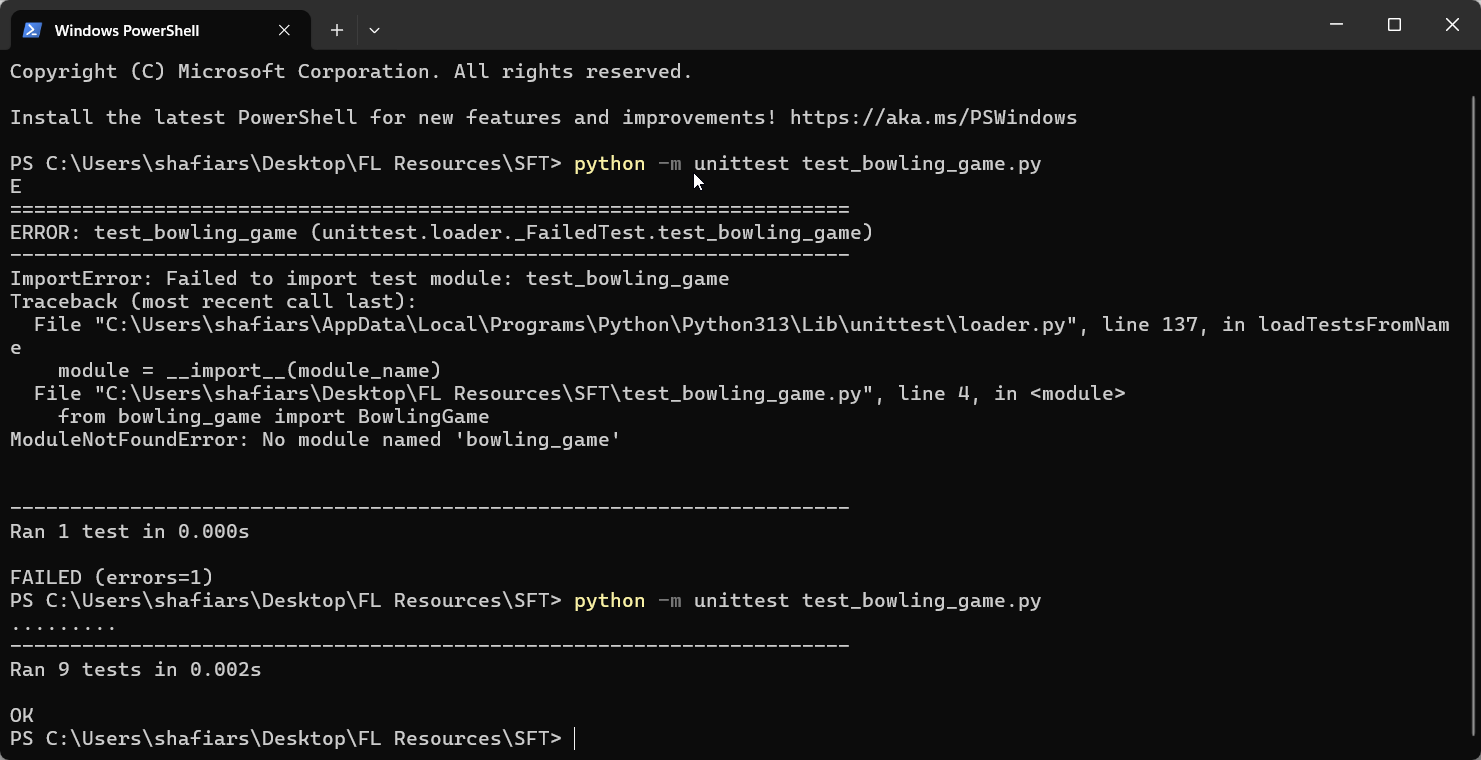 Windows PowerShell
Copyright (C) Microsoft Corporation. All rights reserved.
Install the latest PowerShell for new features and improvements! https://aka.ms/PSWindows
PS C:\Users\shafiars\Desktop\FL Resources\SFT> python -m unittest test_bowling_game.py
E
======================================================================
ERROR: test_bowling_game (unittest.loader._FailedTest.test_bowling_game)
----------------------------------------------------------------------
ImportError: Failed to import test module: test_bowling_game
Traceback (most recent call last):
  File "C:\Users\shafiars\AppData\Local\Programs\Python\Python313\Lib\unittest\loader.py", line 137, in loadTestsFromNam
e
    module = __import__(module_name)
  File "C:\Users\shafiars\Desktop\FL Resources\SFT\test_bowling_game.py", line 4, in <module>
    from bowling_game import BowlingGame
ModuleNotFoundError: No module named 'bowling_game'
----------------------------------------------------------------------
Ran 1 test in 0.000s
FAILED (errors=1)
PS C:\Users\shafiars\Desktop\FL Resources\SFT> python -m unittest test_bowling_game.py
.........
----------------------------------------------------------------------
Ran 9 tests in 0.002s
OK
PS C:\Users\shafiars\Desktop\FL Resources\SFT>